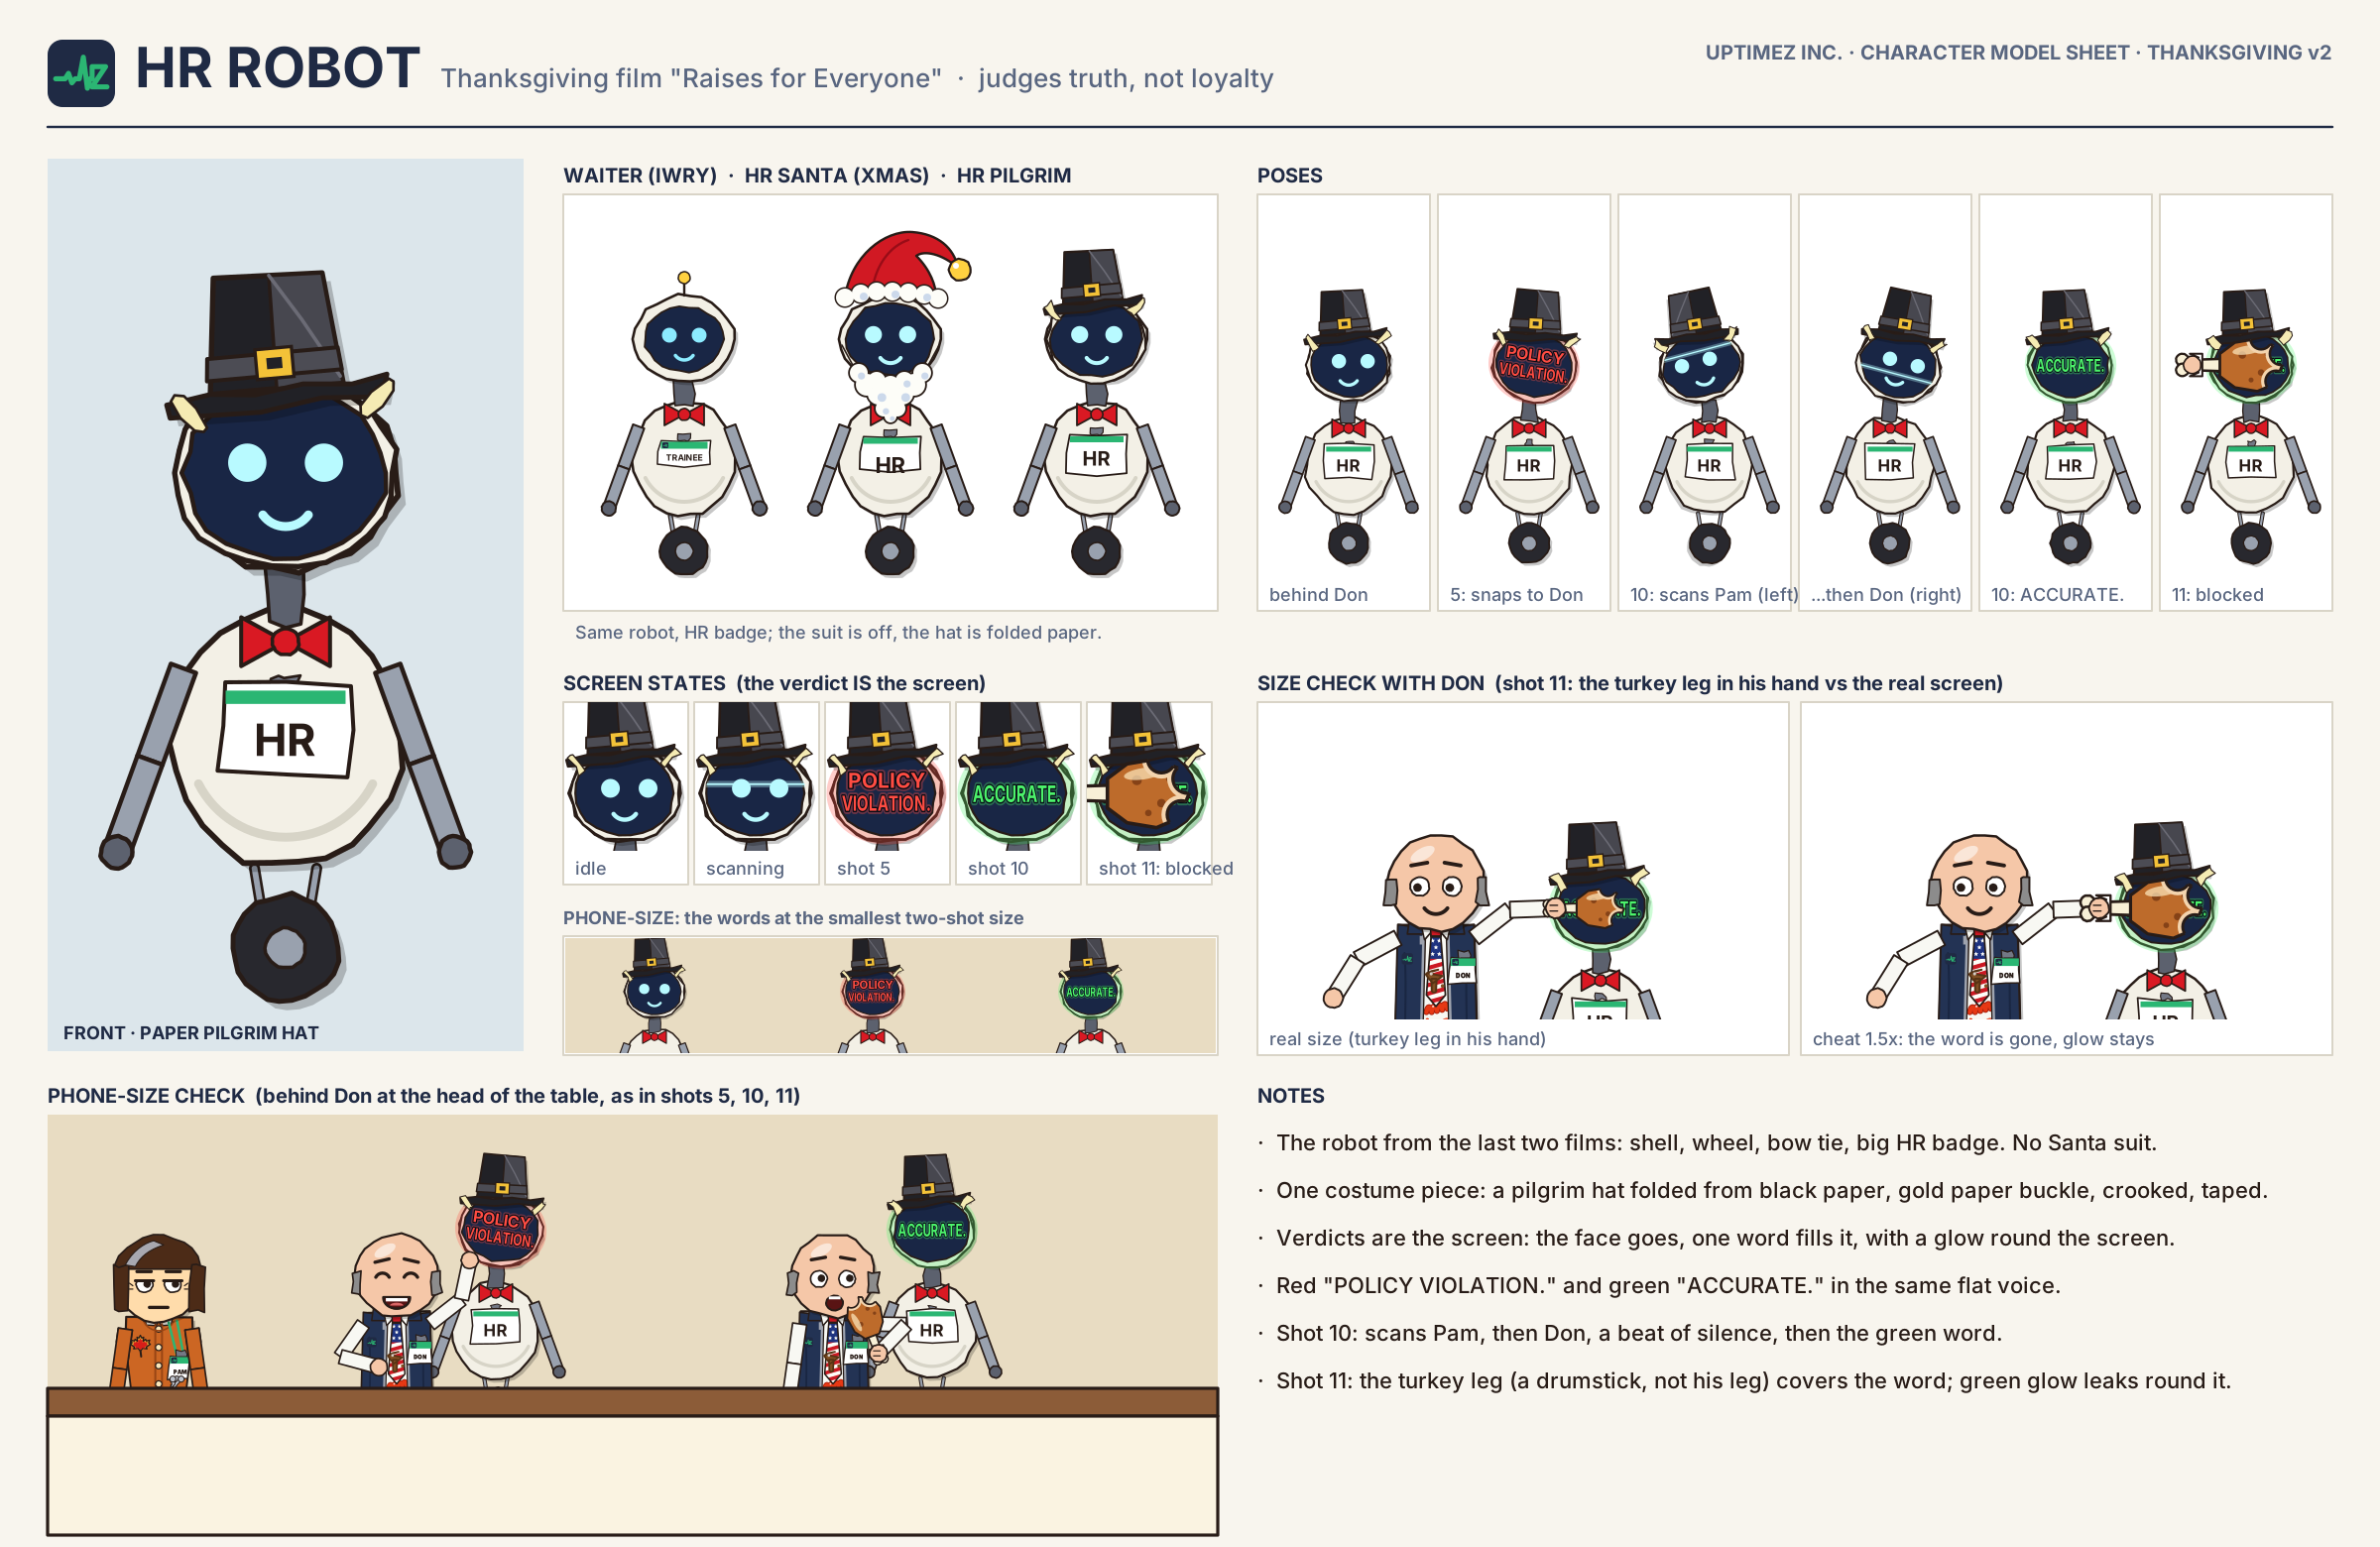 HR ROBOT
Thanksgiving film "Raises for Everyone" · judges truth, not loyalty
UPTIMEZ INC. · CHARACTER MODEL SHEET · THANKSGIVING v2
HR
FRONT · PAPER PILGRIM HAT
WAITER (IWRY) · HR SANTA (XMAS) · HR PILGRIM
TRAINEE
HR
HR
Same robot, HR badge; the suit is off, the hat is folded paper.
POSES
POLICY
VIOLATION.
ACCURATE.
E.
HR
HR
HR
HR
HR
HR
behind Don
5: snaps to Don
10: scans Pam (left)
...then Don (right)
10: ACCURATE.
11: blocked
SCREEN STATES (the verdict IS the screen)
POLICY
VIOLATION.
ACCURATE.
E.
idle
scanning
shot 5
shot 10
shot 11: blocked
PHONE-SIZE: the words at the smallest two-shot size
POLICY
VIOLATION.
ACCURATE.
SIZE CHECK WITH DON (shot 11: the turkey leg in his hand vs the real screen)
TE.
DON
HR
E.
DON
HR
real size (turkey leg in his hand)
cheat 1.5x: the word is gone, glow stays
PHONE-SIZE CHECK (behind Don at the head of the table, as in shots 5, 10, 11)
POLICY
VIOLATION.
ACCURATE.
HR
HR
DON
DON
PAM
NOTES
· The robot from the last two films: shell, wheel, bow tie, big HR badge. No Santa suit.
· One costume piece: a pilgrim hat folded from black paper, gold paper buckle, crooked, taped.
· Verdicts are the screen: the face goes, one word fills it, with a glow round the screen.
· Red "POLICY VIOLATION." and green "ACCURATE." in the same flat voice.
· Shot 10: scans Pam, then Don, a beat of silence, then the green word.
· Shot 11: the turkey leg (a drumstick, not his leg) covers the word; green glow leaks round it.